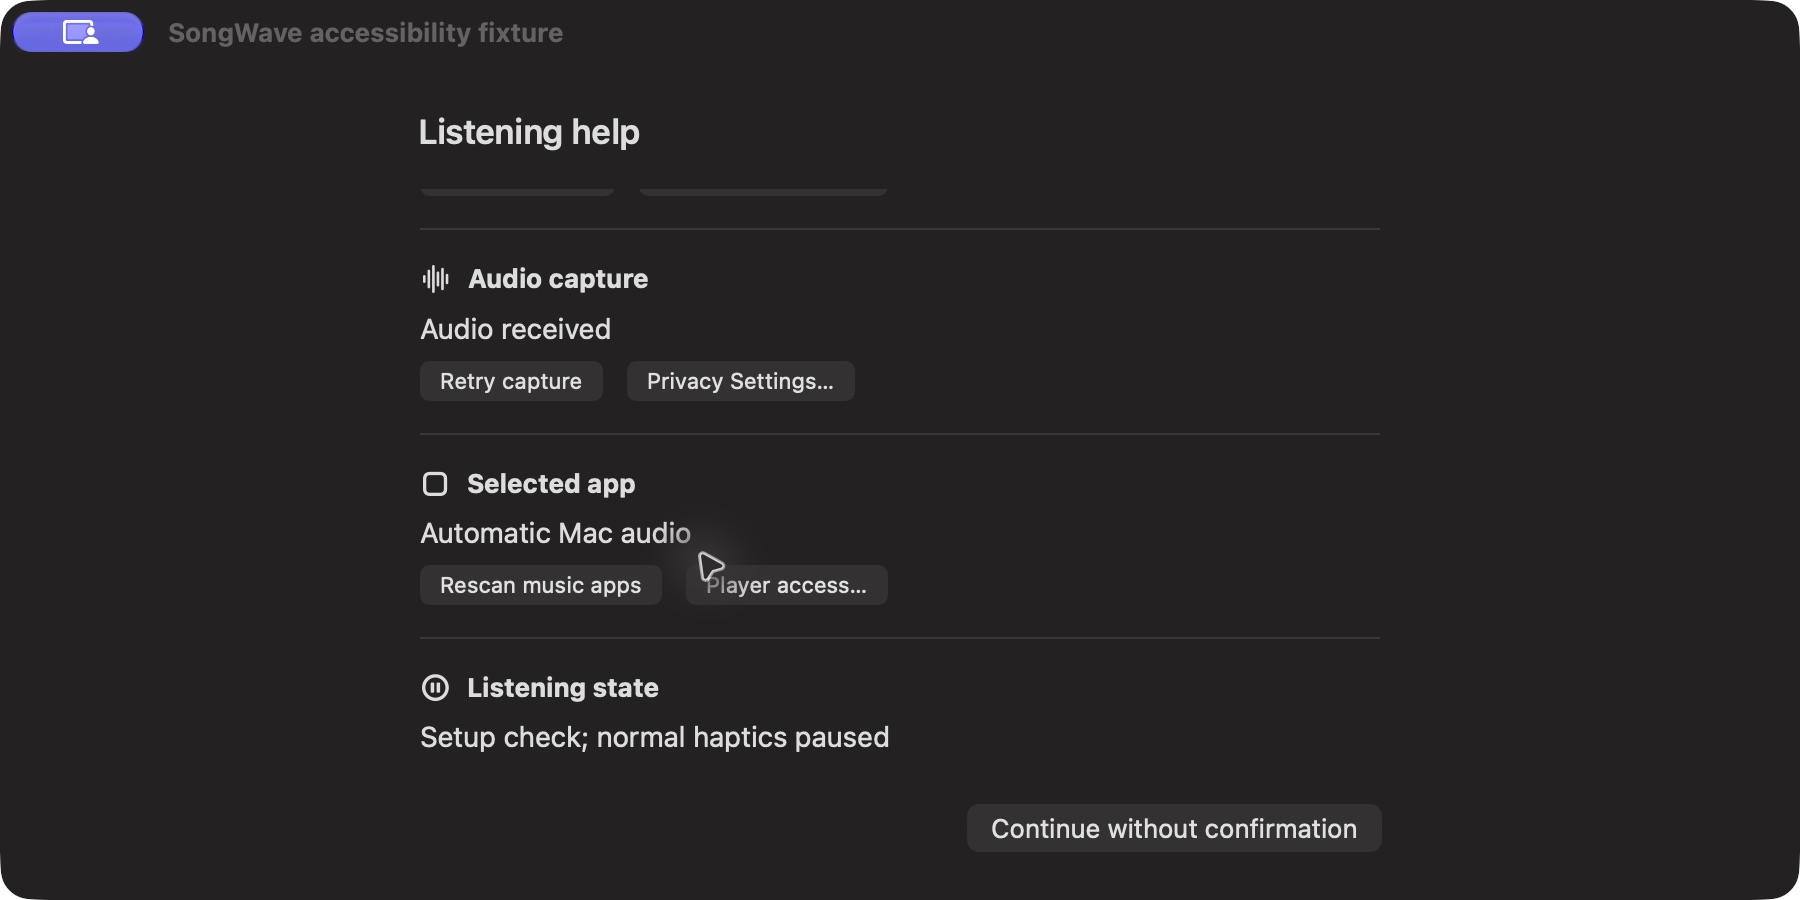 SongWave accessibility fixture
Listening help
Audio capture
Audio received
Retry capture
Privacy Settings...
Selected app
Automatic Mac audio
Rescan music apps
Player access...
Listening state
Setup check; normal haptics paused
Continue without confirmation